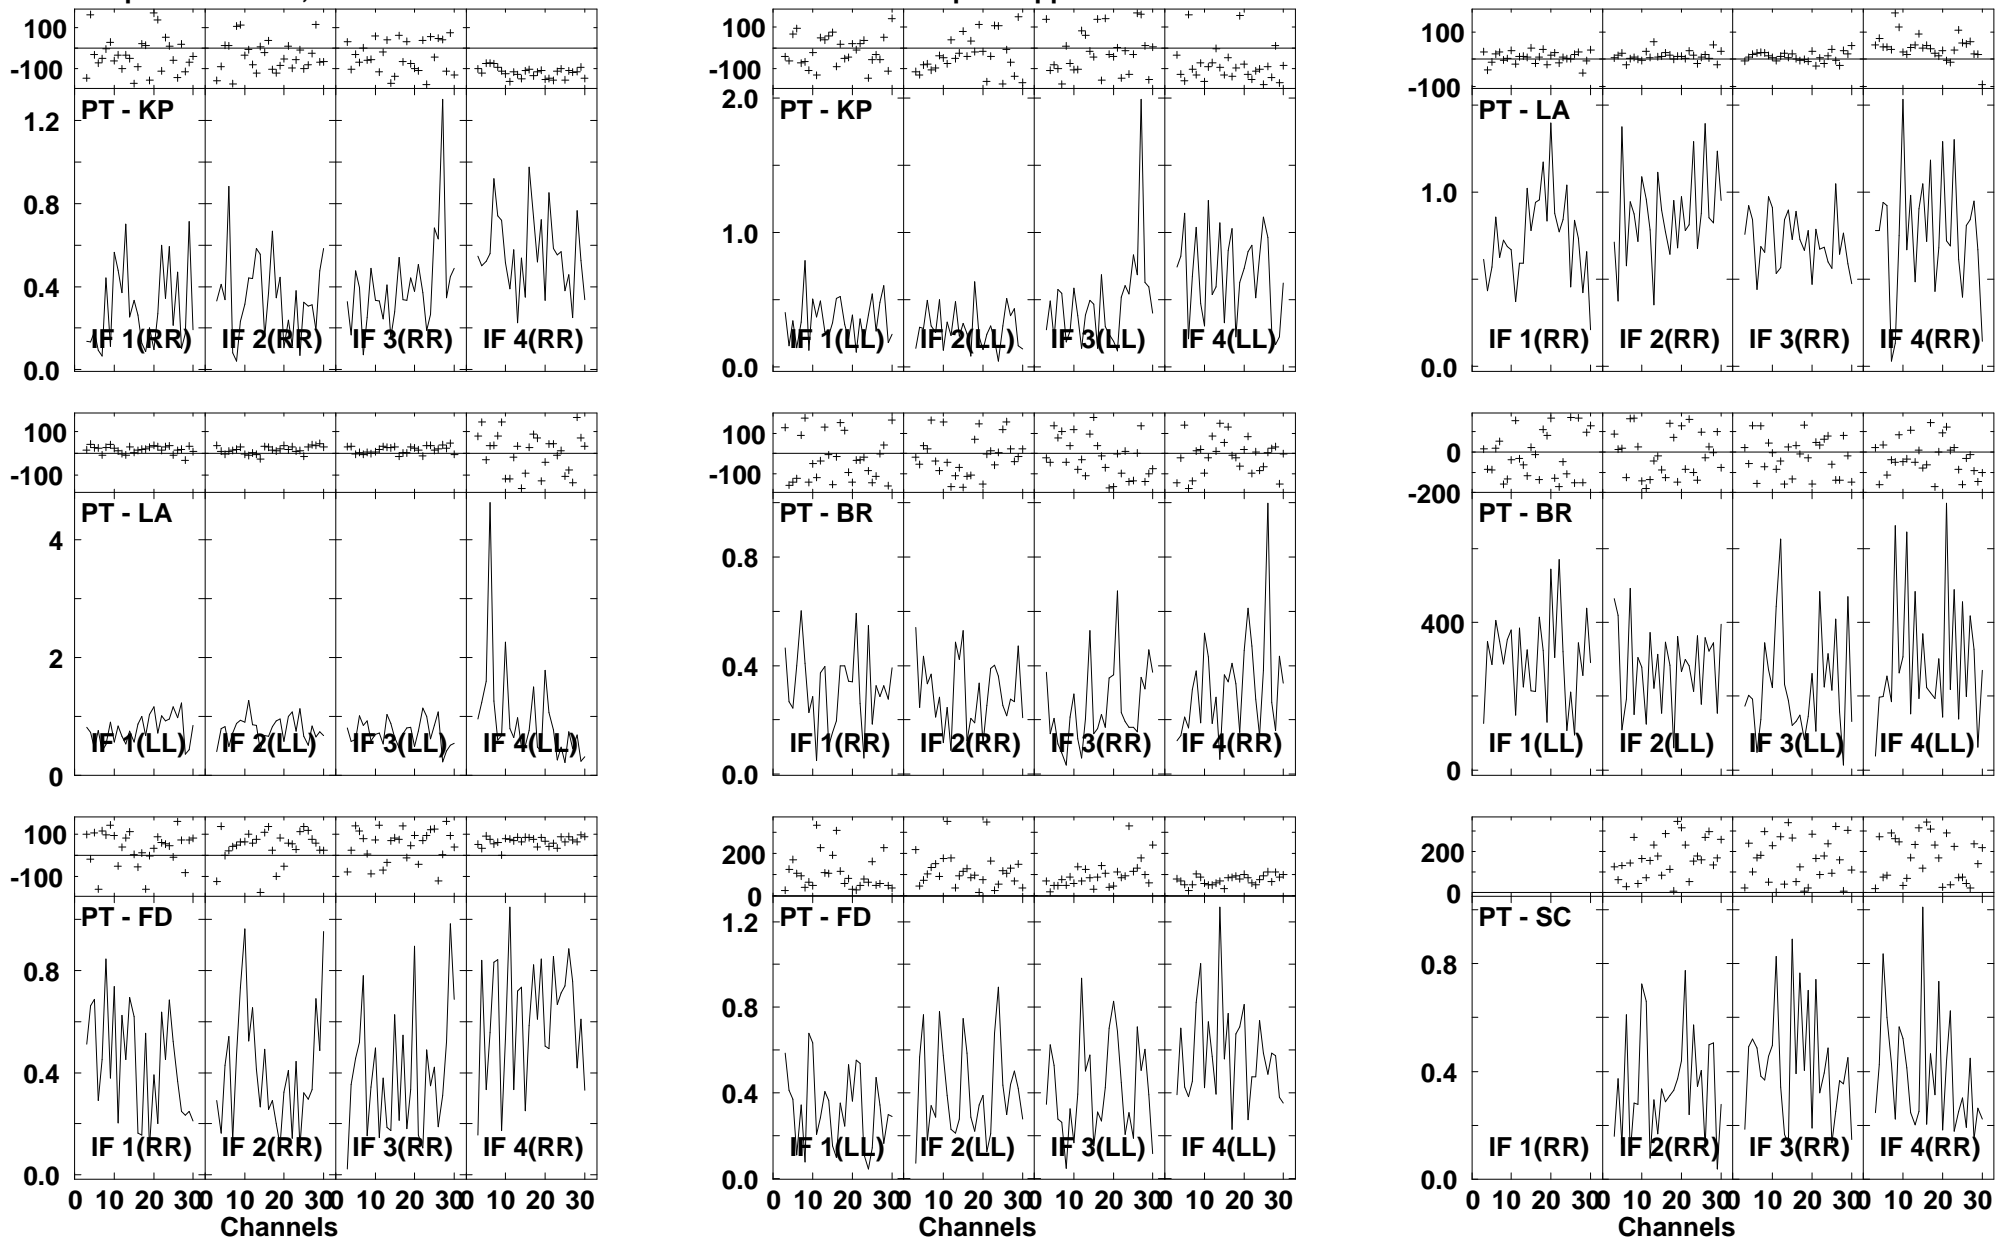 100
-100
PT - KP
1.2
0.8
0.4
0.0
IF 1(RR) IF 2(RR) IF 3(RR) IF 4(RR)
100
-100
PT - KP
2.0
1.0
0.0
IF 1(LL) IF 2(LL) IF 3(LL) IF 4(LL)
100
-100
PT - LA
1.0
0.0
IF 1(RR) IF 2(RR) IF 3(RR) IF 4(RR)
100
-100
PT - LA
4
2
0
IF 1(LL) IF 2(LL) IF 3(LL) IF 4(LL)
100
-100
PT - BR
0.8
0.4
0.0
IF 1(RR) IF 2(RR) IF 3(RR) IF 4(RR)
0
-200
PT - BR
400
0
IF 1(LL) IF 2(LL) IF 3(LL) IF 4(LL)
100
-100
PT - FD
0.8
0.4
0.0
IF 1(RR) IF 2(RR) IF 3(RR) IF 4(RR)
0 10 20 30 0 10 20 30 0 10 20 30 0 10 20 30
Channels
200
0
PT - FD
1.2
0.8
0.4
0.0
IF 1(LL) IF 2(LL) IF 3(LL) IF 4(LL)
0 10 20 30 0 10 20 30 0 10 20 30 0 10 20 30
Channels
200
0
PT - SC
0.8
0.4
0.0
IF 1(RR) IF 2(RR) IF 3(RR) IF 4(RR)
0 10 20 30 0 10 20 30 0 10 20 30 0 10 20 30
Channels